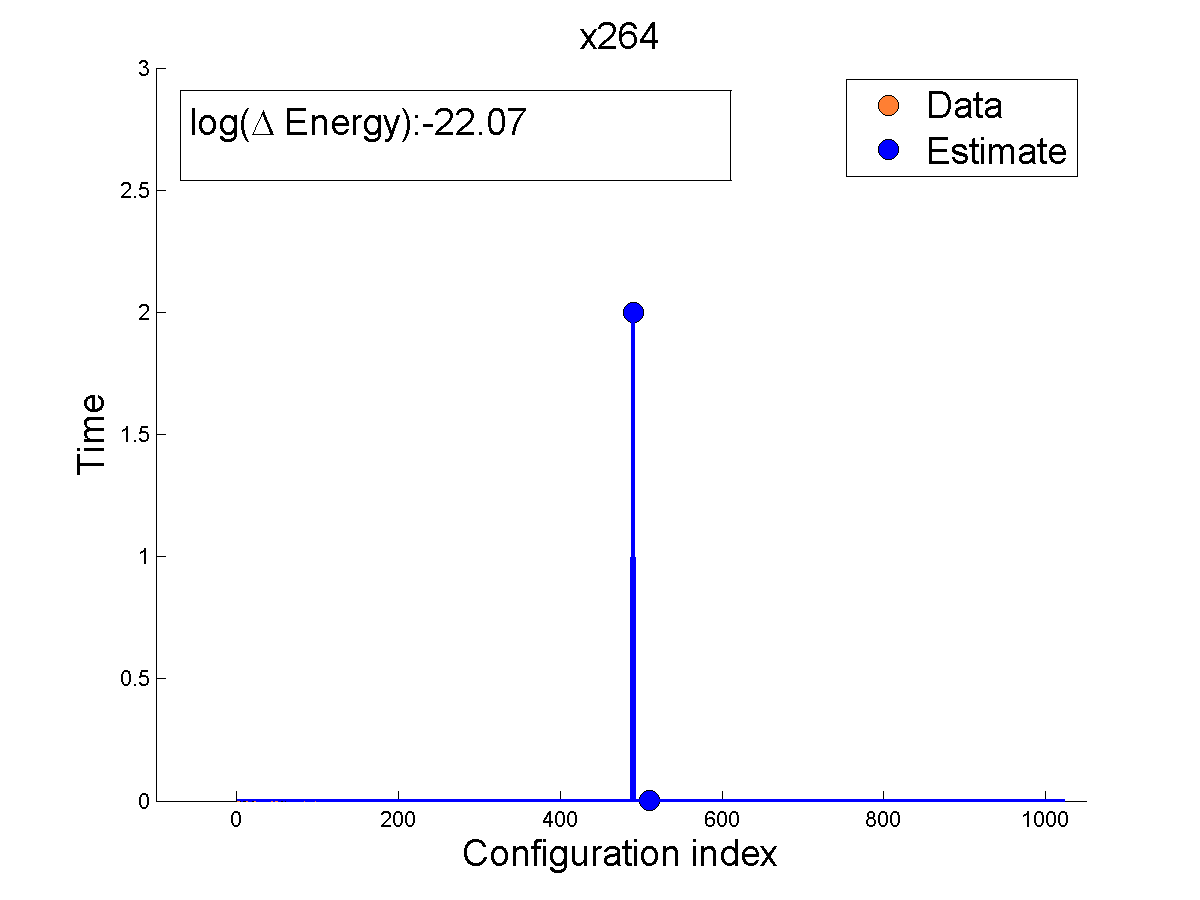 x264
log(∆ Energy):-22.07
Data
Estimate
3
2.5
2
1.5
1
0.5
0
Time
0 200 400 600 800 1000
Configuration index